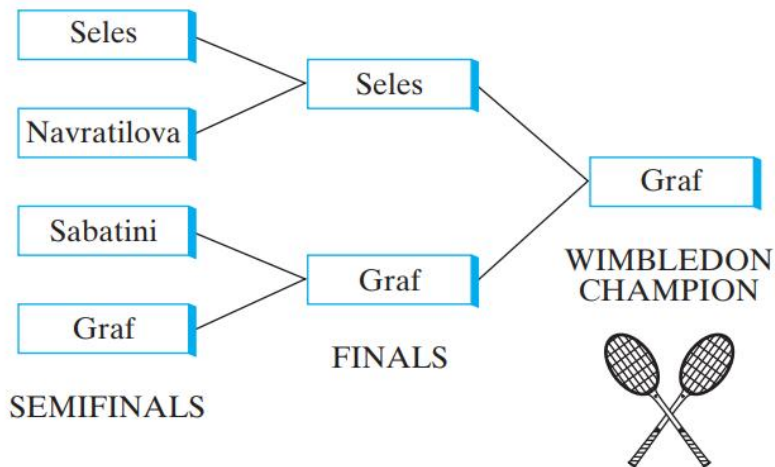 Seles
Navratilova
Sabatini
Graf
SEMIFINALS
Seles
Graf
FINALS
Graf
WIMBLEDON
CHAMPION